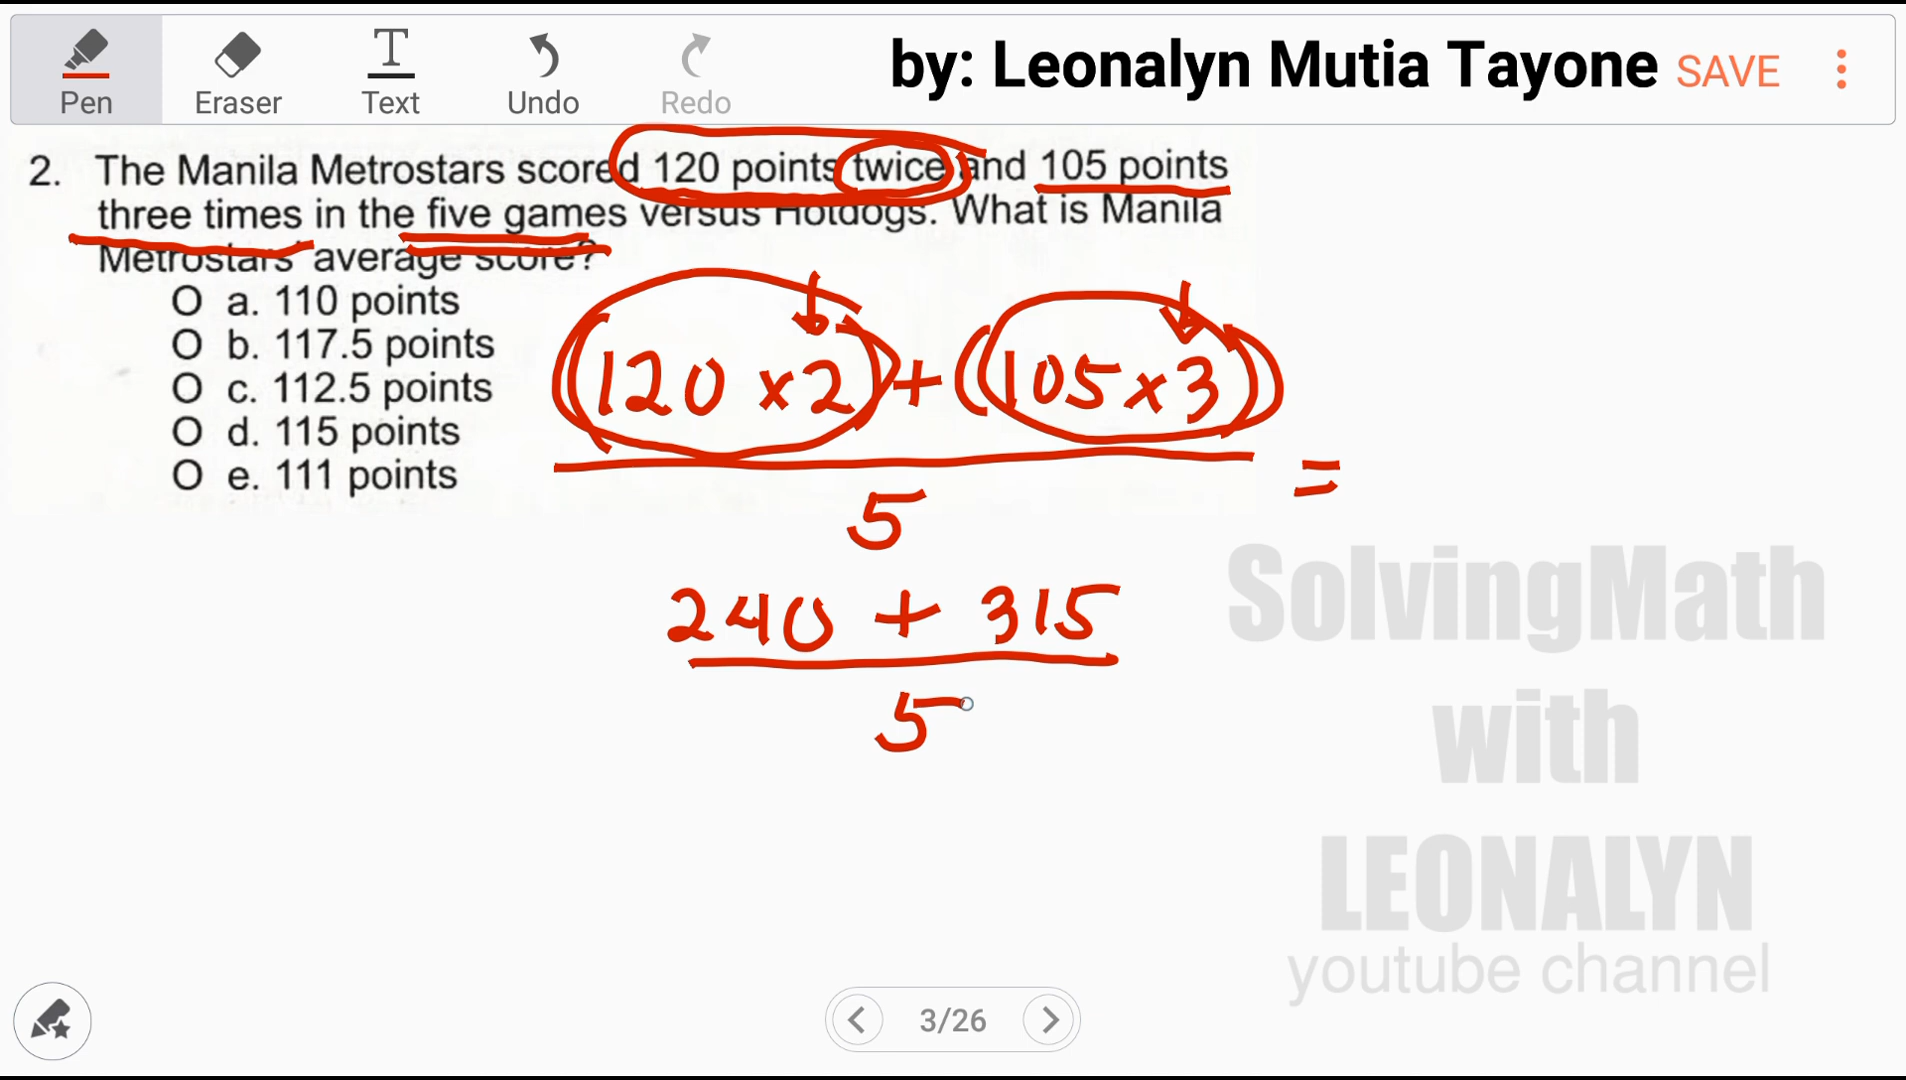 Pen Eraser Text Undo Redo by: Leonalyn Mutia Tayone SAVE
2. The Manila Metrostars scored 120 points twice and 105 points
three times in the five games versus Hotdogs. What is Manila
Metrostars' average score?
O a. 110 points
O b. 117.5 points
O c. 112.5 points
O d. 115 points
O e. 111 points
((120 x 2)) + ((105 x 3))
=
5
240 + 315
5
SolvingMath
with
LEONALYN
youtube channel
3/26